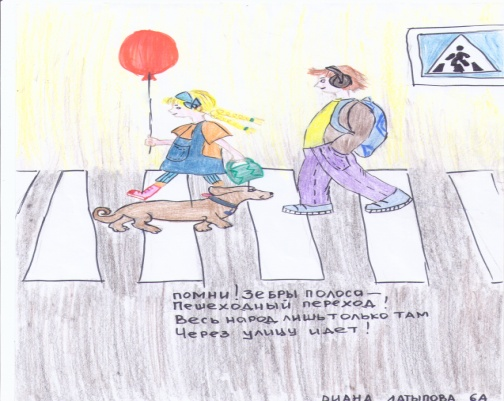 помни! Зебры полоса —
Пешеходный переход!
Весь народ лишь только там
Через улицу идет!
Диана Латыпова 6А